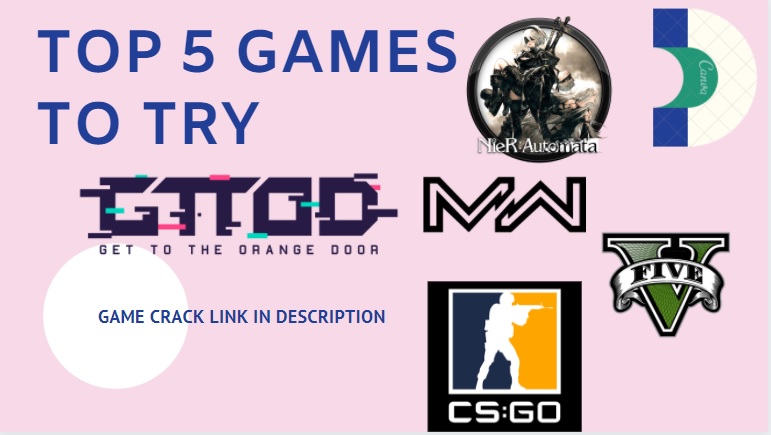 TOP 5 GAMES
TO TRY
NieR:Automata
Canva
GTTOD
GET TO THE ORANGE DOOR
MW
V
FIVE
GAME CRACK LINK IN DESCRIPTION
CS:GO